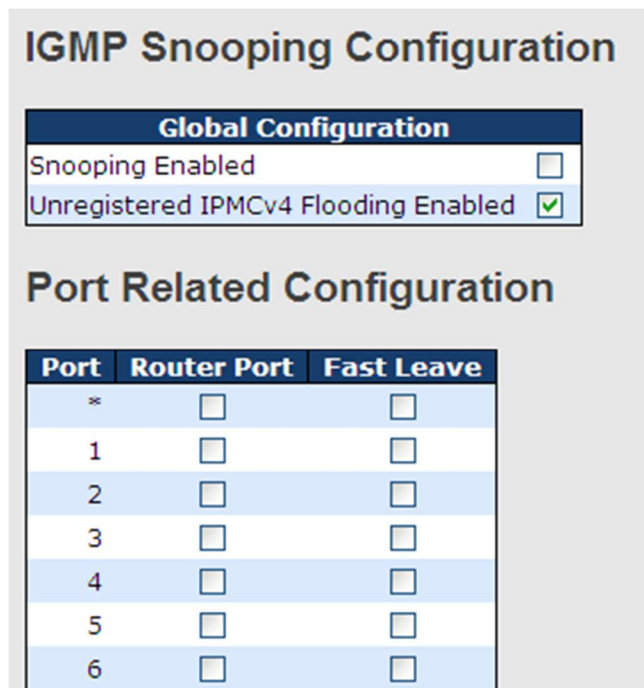 IGMP Snooping Configuration
Global Configuration
Snooping Enabled
Unregistered IPMCv4 Flooding Enabled
Port Related Configuration
Port Router Port Fast Leave
*
1
2
3
4
5
6